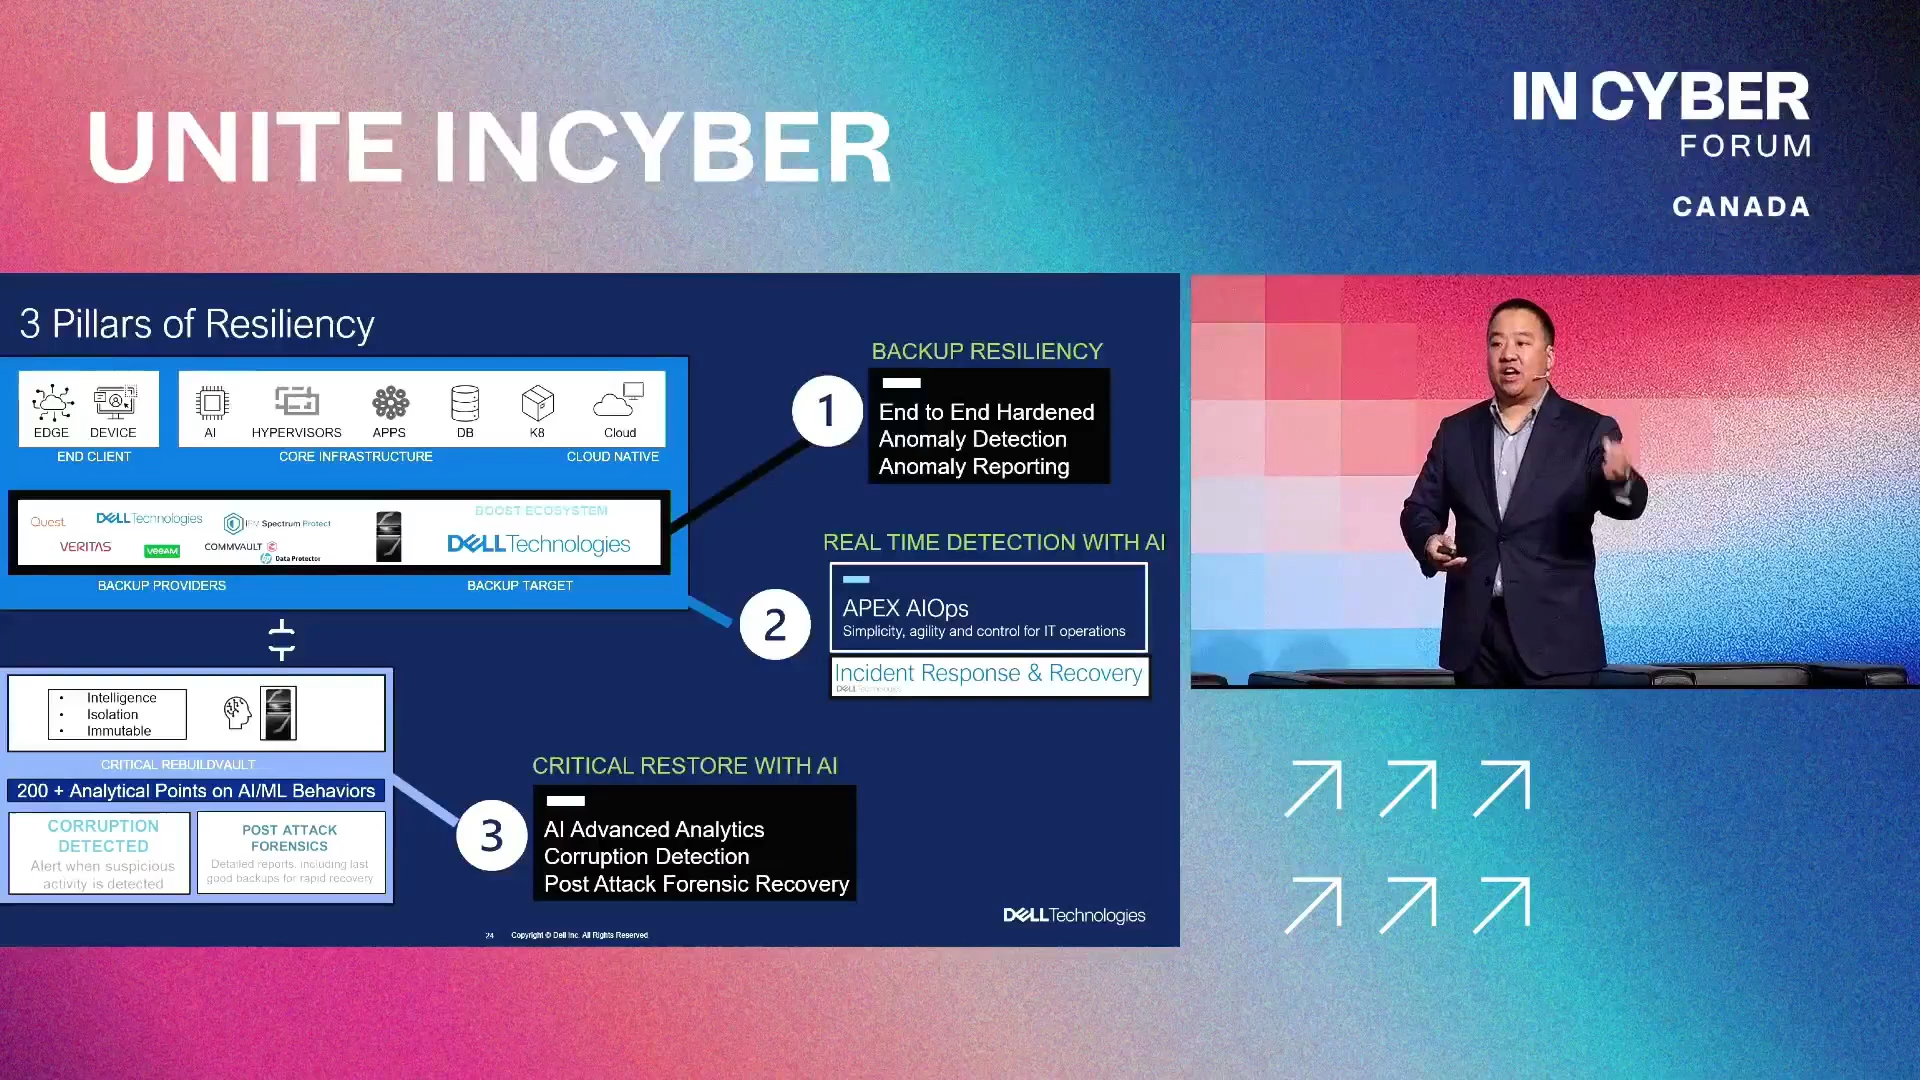 UNITE INCYBER
IN CYBER
FORUM
CANADA
3 Pillars of Resiliency
EDGE DEVICE
AI HYPERVISORS APPS DB K8 Cloud
END CLIENT CORE INFRASTRUCTURE CLOUD NATIVE
Quest DELLTechnologies IBM Spectrum Protect
VERITAS veeam COMMVAULT
Data Protector
BOOST ECOSYSTEM
DELLTechnologies
BACKUP PROVIDERS BACKUP TARGET
1
BACKUP RESILIENCY
End to End Hardened
Anomaly Detection
Anomaly Reporting
2
REAL TIME DETECTION WITH AI
APEX AIOps
Simplicity, agility and control for IT operations
Incident Response & Recovery
DELLTechnologies
• Intelligence
• Isolation
• Immutable
CRITICAL REBUILDVAULT
200 + Analytical Points on AI/ML Behaviors
CORRUPTION
DETECTED
Alert when suspicious
activity is detected
POST ATTACK
FORENSICS
Detailed reports, including last
good backups for rapid recovery
3
CRITICAL RESTORE WITH AI
AI Advanced Analytics
Corruption Detection
Post Attack Forensic Recovery
DELLTechnologies
24 Copyright © Dell Inc. All Rights Reserved.